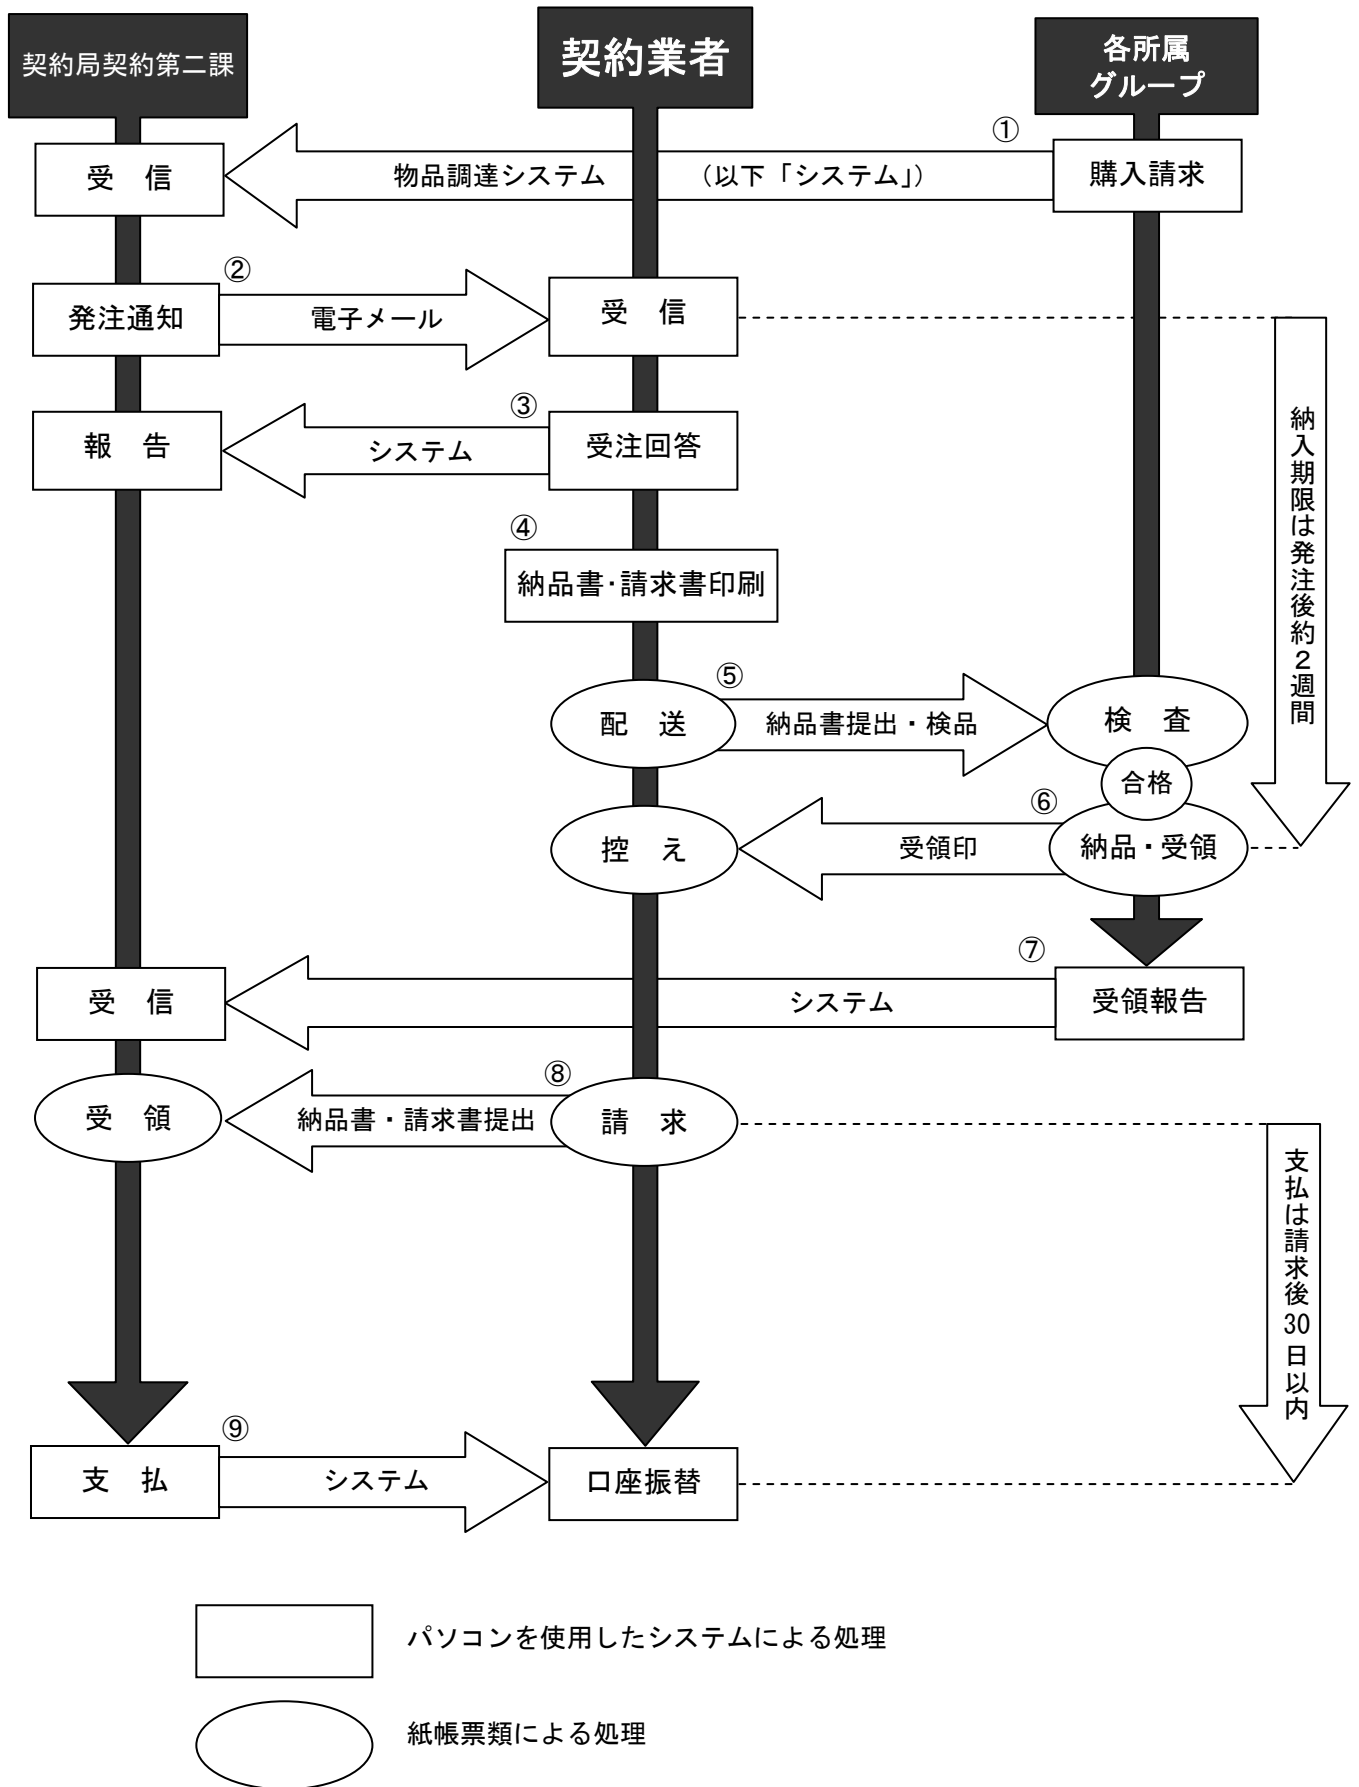 契約局契約第二課
契約業者
各所属
グループ
①
受　信
物品調達システム　（以下「システム」）
購入請求
②
発注通知
電子メール
受　信
③
報　告
システム
受注回答
④
納品書・請求書印刷
納入期限は発注後約２週間
⑤
配　送
納品書提出・検品
検　査
合格
⑥
控　え
受領印
納品・受領
⑦
受　信
システム
受領報告
⑧
受　領
納品書・請求書提出
請　求
支払は請求後30日以内
⑨
支　払
システム
口座振替
パソコンを使用したシステムによる処理
紙帳票類による処理